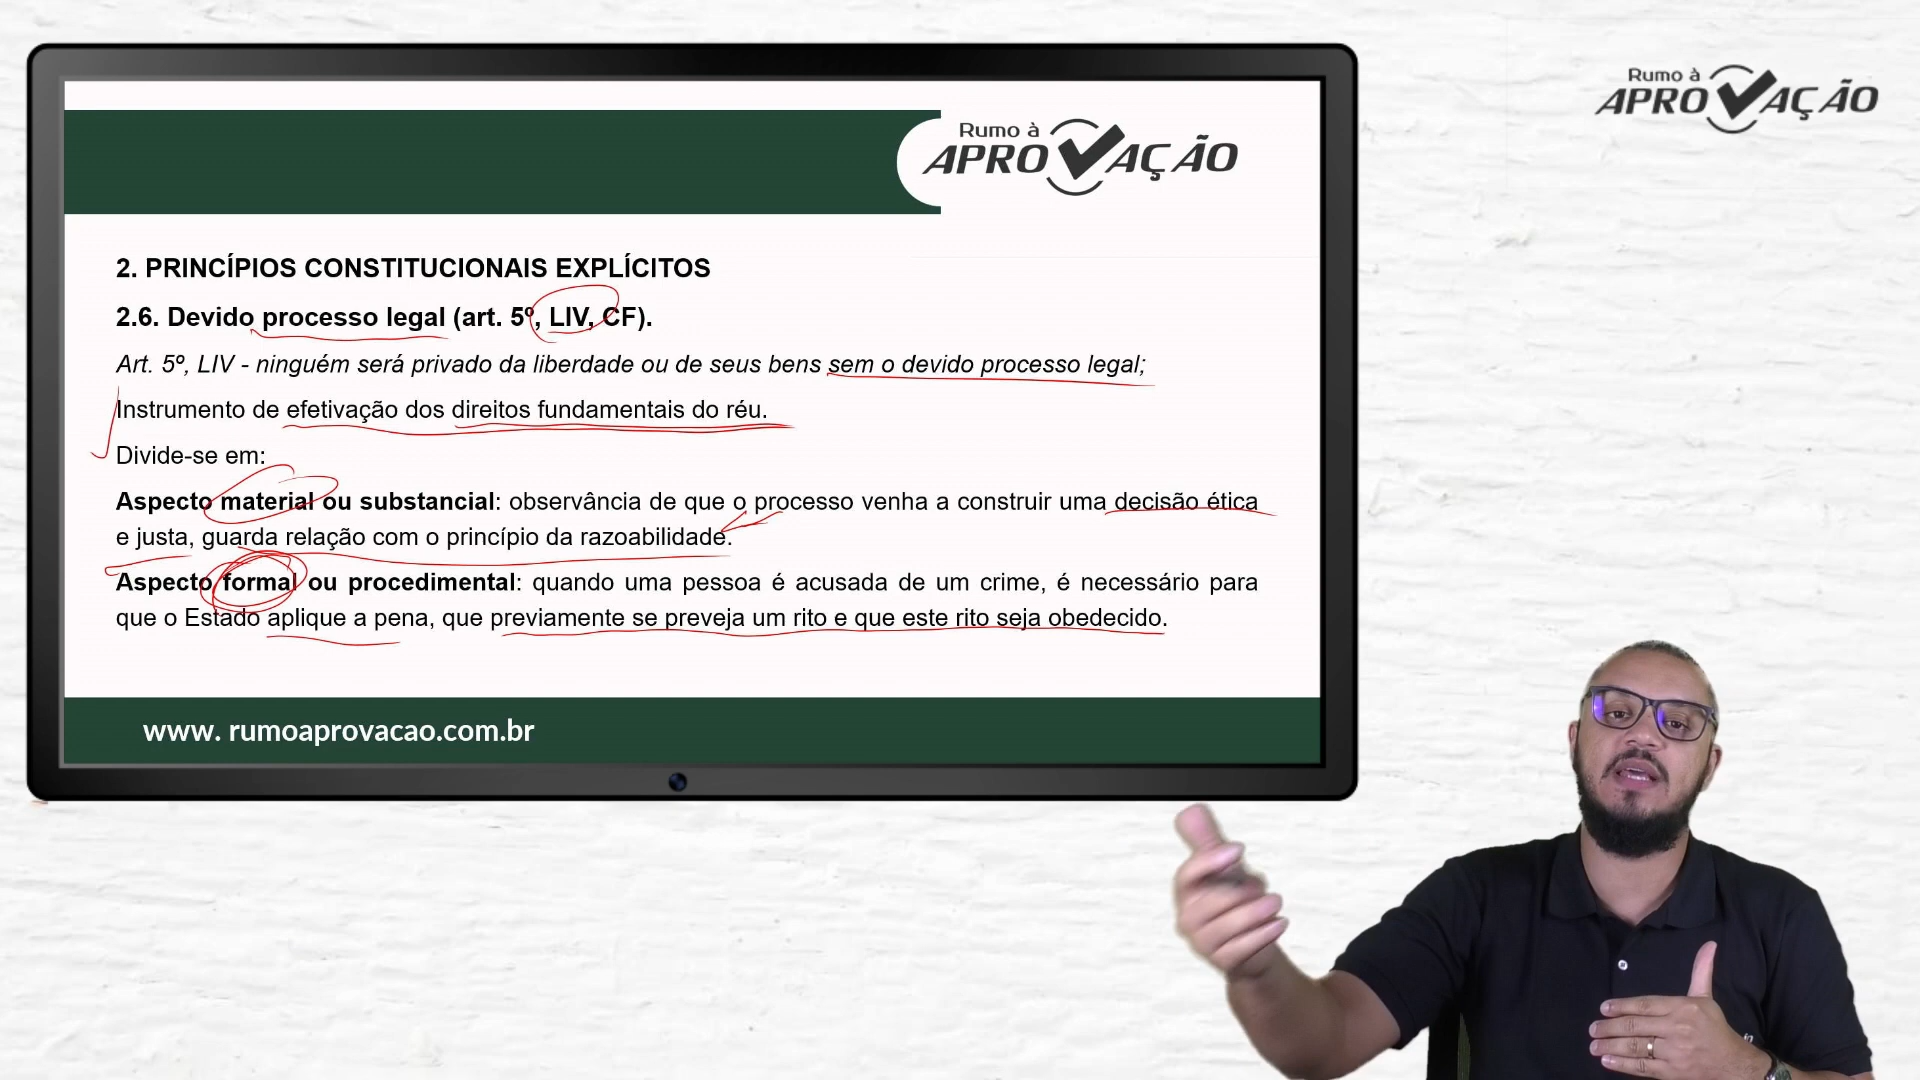 Rumo à
APROVAÇÃO
Rumo à
APROVAÇÃO
2. PRINCÍPIOS CONSTITUCIONAIS EXPLÍCITOS
2.6. Devido processo legal (art. 5º, LIV, CF).
Art. 5º, LIV - ninguém será privado da liberdade ou de seus bens sem o devido processo legal;
Instrumento de efetivação dos direitos fundamentais do réu.
Divide-se em:
Aspecto material ou substancial: observância de que o processo venha a construir uma decisão ética
e justa, guarda relação com o princípio da razoabilidade.
Aspecto formal ou procedimental: quando uma pessoa é acusada de um crime, é necessário para
que o Estado aplique a pena, que previamente se preveja um rito e que este rito seja obedecido.
www. rumoaprovacao.com.br